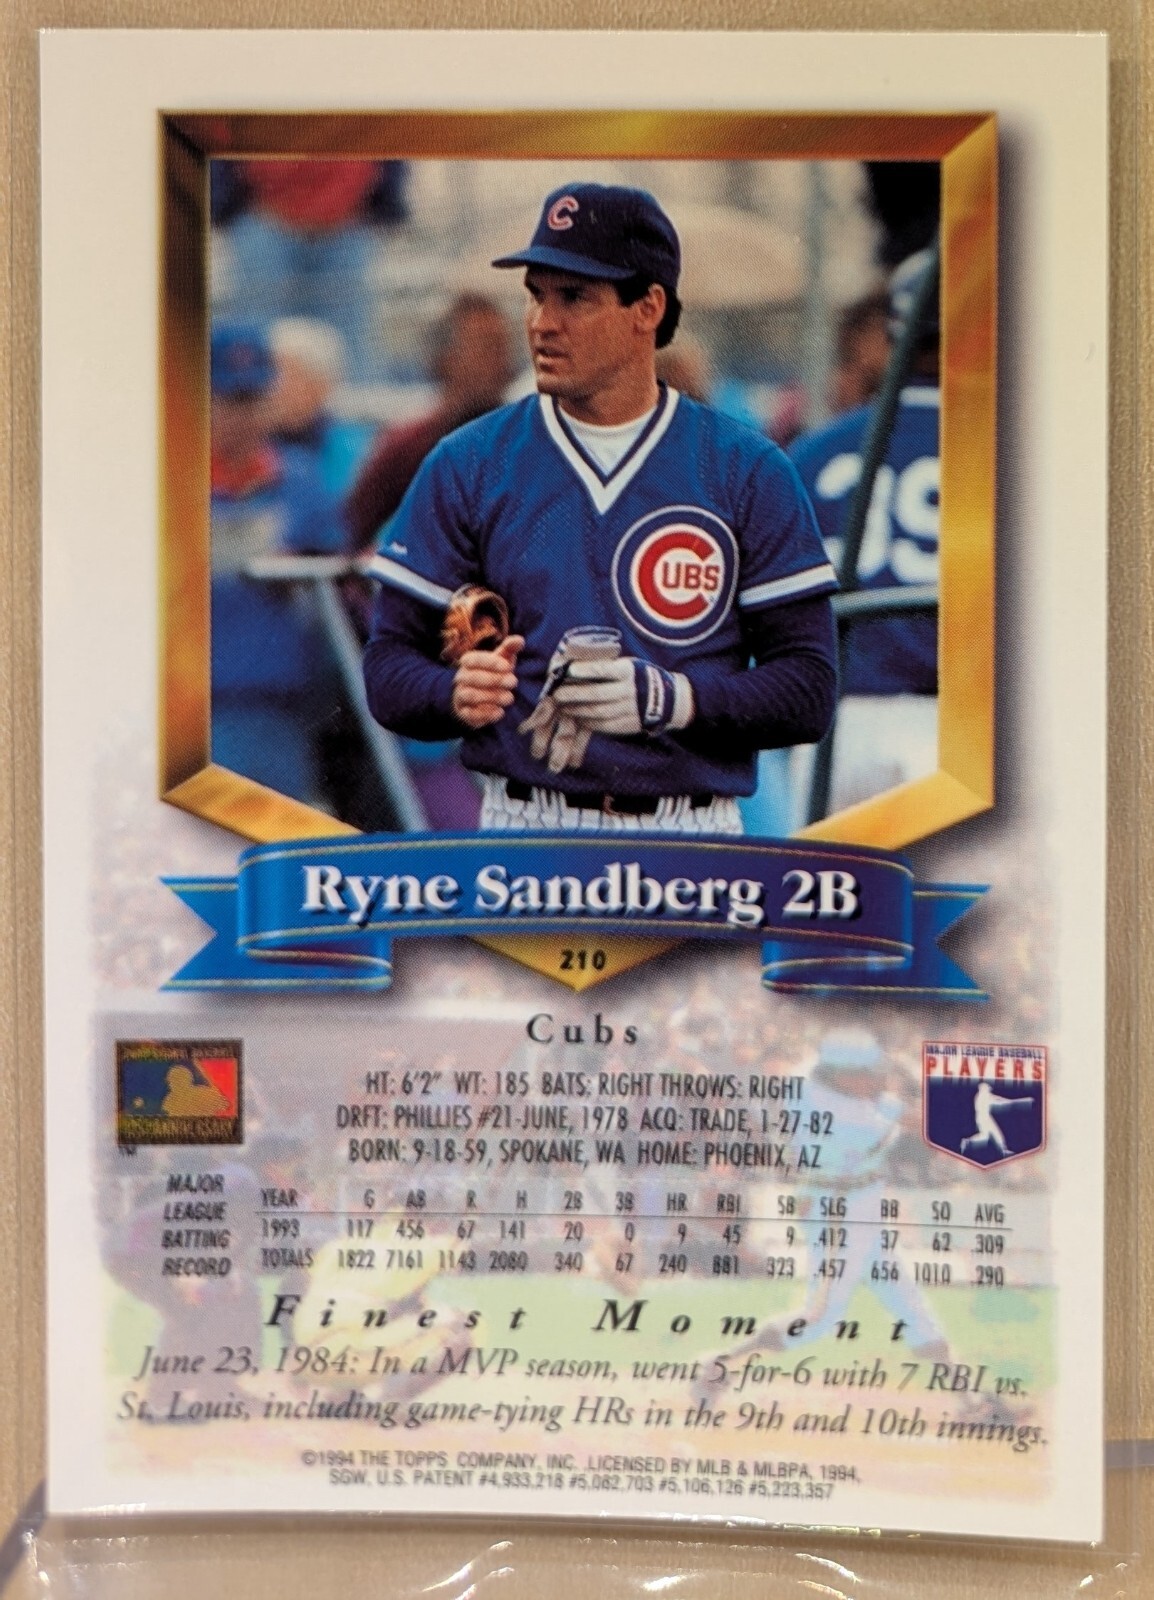 C
CUBS
39
Ryne Sandberg 2B
210
Cubs
MAJOR LEAGUE BASEBALL
PLAYERS
HT: 6'2" WT: 185 BATS: RIGHT THROWS: RIGHT
DRFT: PHILLIES #21-JUNE, 1978 ACQ: TRADE, 1-27-82
BORN: 9-18-59, SPOKANE, WA HOME: PHOENIX, AZ
MAJOR
LEAGUE
BATTING
RECORD
YEAR G AB R H 2B 3B HR RBI SB SLG BB SO AVG
1993 117 456 67 141 20 0 9 45 9 .412 37 62 .309
TOTALS 1822 7161 1143 2080 340 67 240 881 323 .457 656 1010 .290
Finest Moment
June 23, 1984: In a MVP season, went 5-for-6 with 7 RBI vs.
St. Louis, including game-tying HRs in the 9th and 10th innings.
©1994 THE TOPPS COMPANY, INC. LICENSED BY MLB & MLBPA, 1994,
SGW, U.S. PATENT #4,933,218 #5,082,703 #5,106,126 #5,223,357